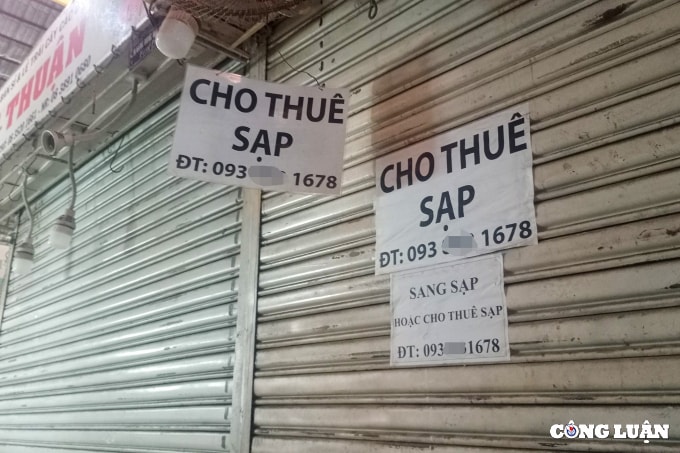 THUẬN
CHO THUÊ
SẠP
ĐT: 093 1678
CHO THUÊ
SẠP
ĐT: 093 1678
SANG SẠP
HOẶC CHO THUÊ SẠP
ĐT: 093 1678
CÔNG LUẬN